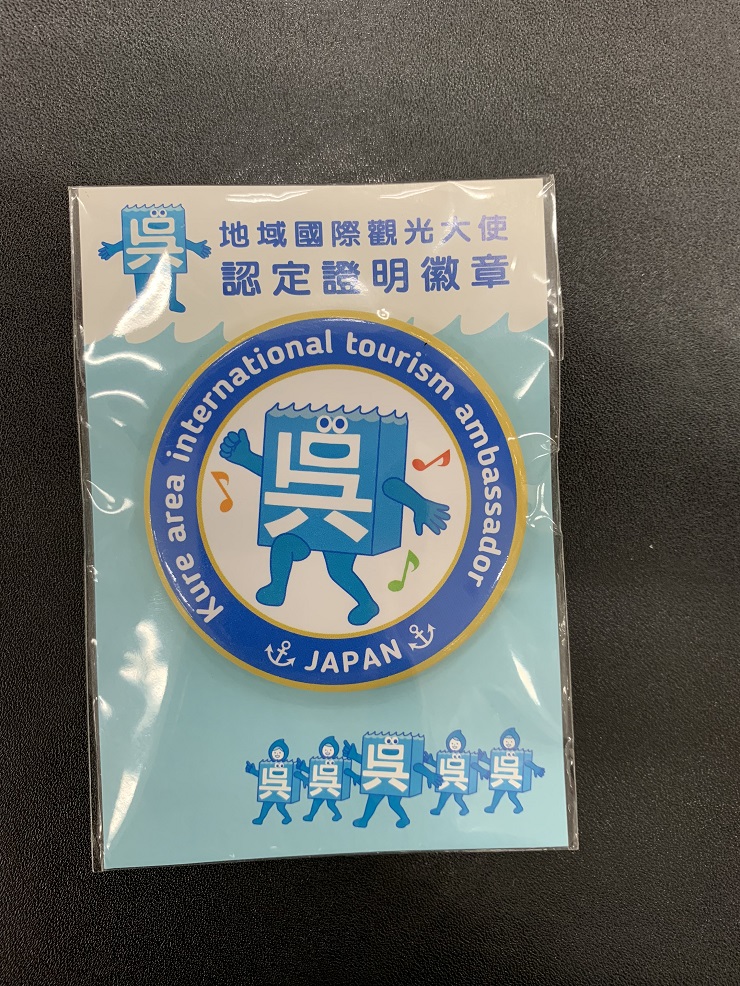 呉
地域國際觀光大使
認定證明徽章
Kure area international tourism ambassador
呉
JAPAN
呉 呉 呉 呉 呉